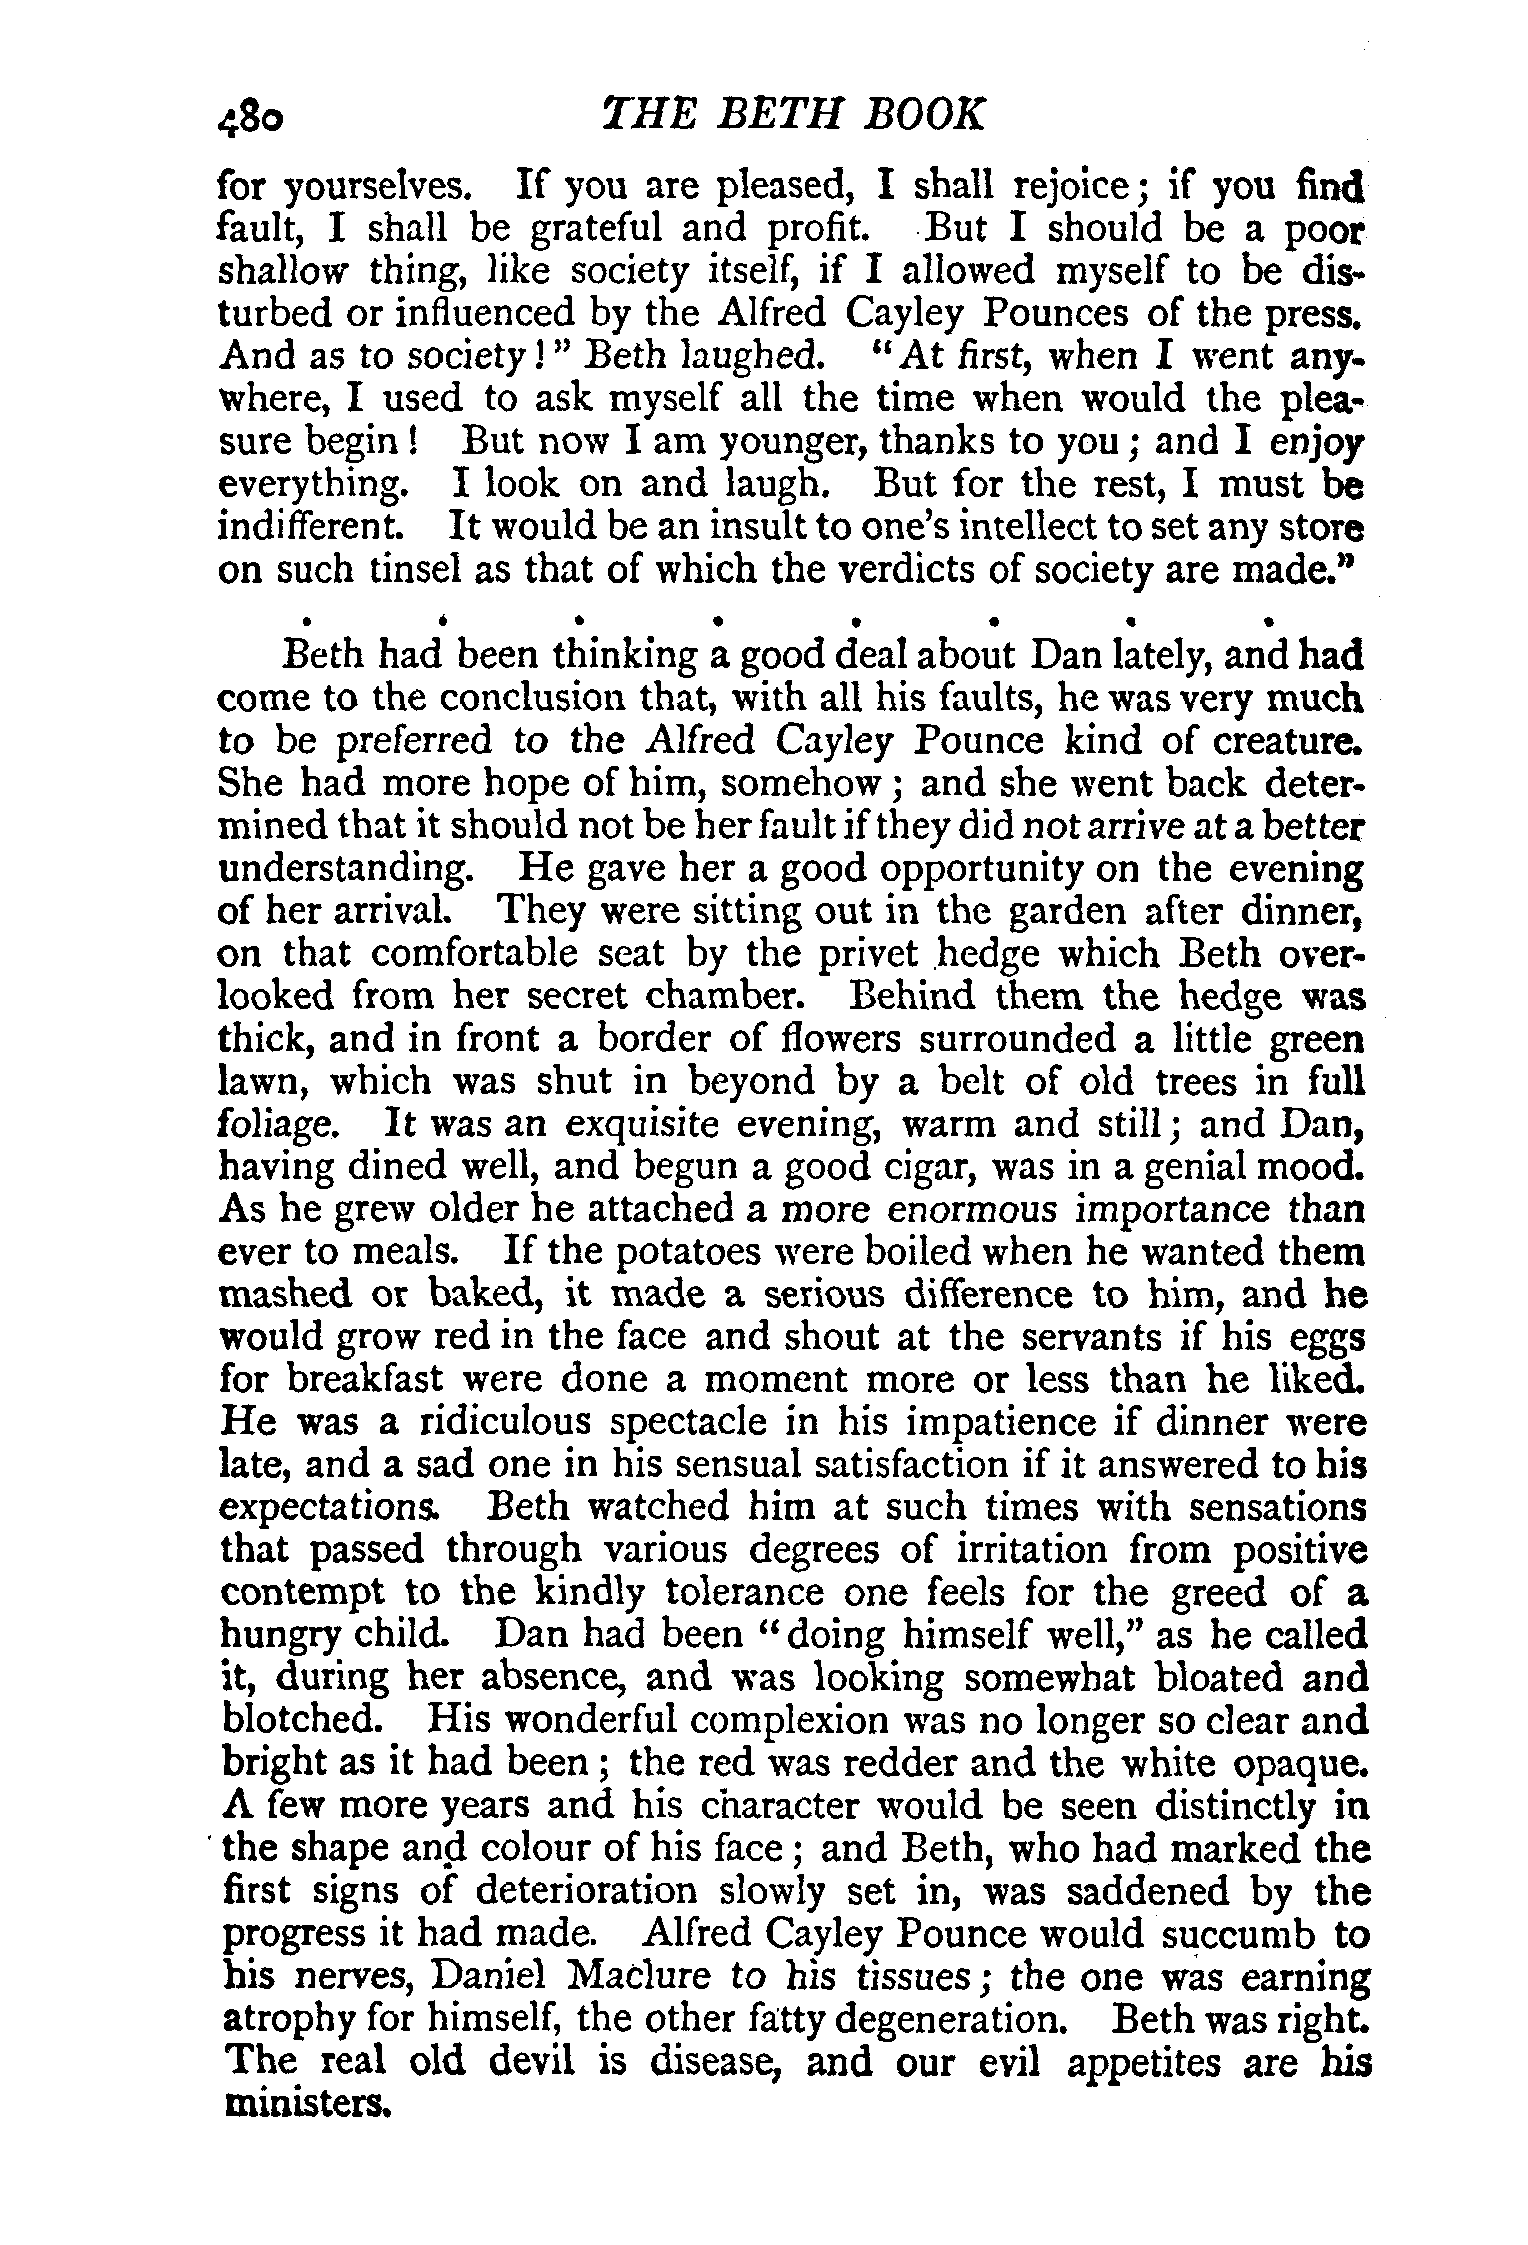 480 THE BETH BOOK
for yourselves. If you are pleased, I shall rejoice; if you find
fault, I shall be grateful and profit. But I should be a poor
shallow thing, like society itself, if I allowed myself to be dis-
turbed or influenced by the Alfred Cayley Pounces of the press.
And as to society!" Beth laughed. "At first, when I went any-
where, I used to ask myself all the time when would the plea-
sure begin! But now I am younger, thanks to you; and I enjoy
everything. I look on and laugh. But for the rest, I must be
indifferent. It would be an insult to one's intellect to set any store
on such tinsel as that of which the verdicts of society are made."
. . . . . . . .
Beth had been thinking a good deal about Dan lately, and had
come to the conclusion that, with all his faults, he was very much
to be preferred to the Alfred Cayley Pounce kind of creature.
She had more hope of him, somehow; and she went back deter-
mined that it should not be her fault if they did not arrive at a better
understanding. He gave her a good opportunity on the evening
of her arrival. They were sitting out in the garden after dinner,
on that comfortable seat by the privet hedge which Beth over-
looked from her secret chamber. Behind them the hedge was
thick, and in front a border of flowers surrounded a little green
lawn, which was shut in beyond by a belt of old trees in full
foliage. It was an exquisite evening, warm and still; and Dan,
having dined well, and begun a good cigar, was in a genial mood.
As he grew older he attached a more enormous importance than
ever to meals. If the potatoes were boiled when he wanted them
mashed or baked, it made a serious difference to him, and he
would grow red in the face and shout at the servants if his eggs
for breakfast were done a moment more or less than he liked.
He was a ridiculous spectacle in his impatience if dinner were
late, and a sad one in his sensual satisfaction if it answered to his
expectations. Beth watched him at such times with sensations
that passed through various degrees of irritation from positive
contempt to the kindly tolerance one feels for the greed of a
hungry child. Dan had been "doing himself well," as he called
it, during her absence, and was looking somewhat bloated and
blotched. His wonderful complexion was no longer so clear and
bright as it had been; the red was redder and the white opaque.
A few more years and his character would be seen distinctly in
the shape and colour of his face; and Beth, who had marked the
first signs of deterioration slowly set in, was saddened by the
progress it had made. Alfred Cayley Pounce would succumb to
his nerves, Daniel Maclure to his tissues; the one was earning
atrophy for himself, the other fatty degeneration. Beth was right.
The real old devil is disease, and our evil appetites are his
ministers.